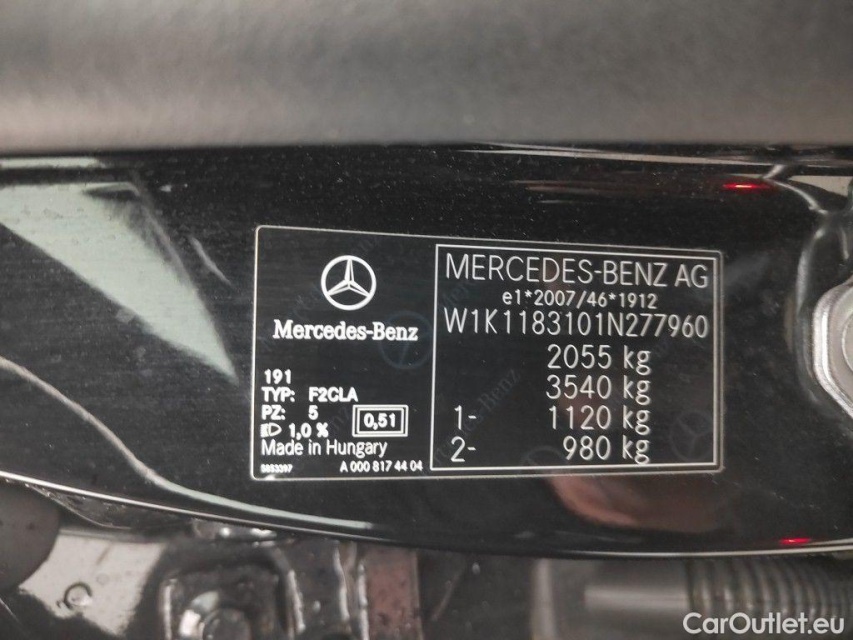 Mercedes-Benz
191
TYP: F2CLA
PZ: 5
1,0 % 0,51
Made in Hungary
A 000 817 44 04
MERCEDES-BENZ AG
e1*2007/46*1912
W1K1183101N277960
2055 kg
3540 kg
1- 1120 kg
2- 980 kg
CarOutlet.eu